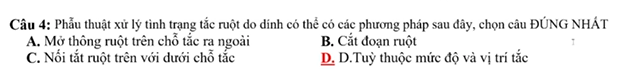 Câu 4: Phẫu thuật xử lý tình trạng tắc ruột do dính có thể có các phương pháp sau đây, chọn câu ĐÚNG NHẤT
A. Mở thông ruột trên chỗ tắc ra ngoài B. Cắt đoạn ruột
C. Nối tắt ruột trên với dưới chỗ tắc D. D.Tuỳ thuộc mức độ và vị trí tắc